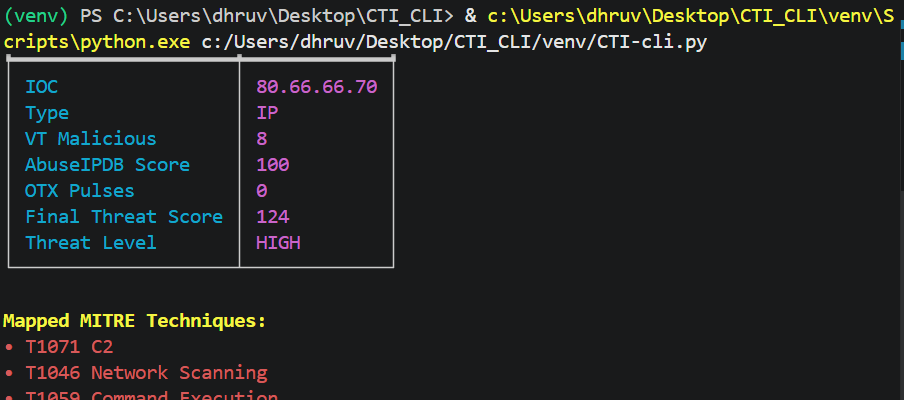 (venv) PS C:\Users\dhruv\Desktop\CTI_CLI> & c:\Users\dhruv\Desktop\CTI_CLI\venv\S
cripts\python.exe c:/Users/dhruv/Desktop/CTI_CLI/venv/CTI-cli.py
IOC 80.66.66.70
Type IP
VT Malicious 8
AbuseIPDB Score 100
OTX Pulses 0
Final Threat Score 124
Threat Level HIGH
Mapped MITRE Techniques:
• T1071 C2
• T1046 Network Scanning
• T1059 Command Execution